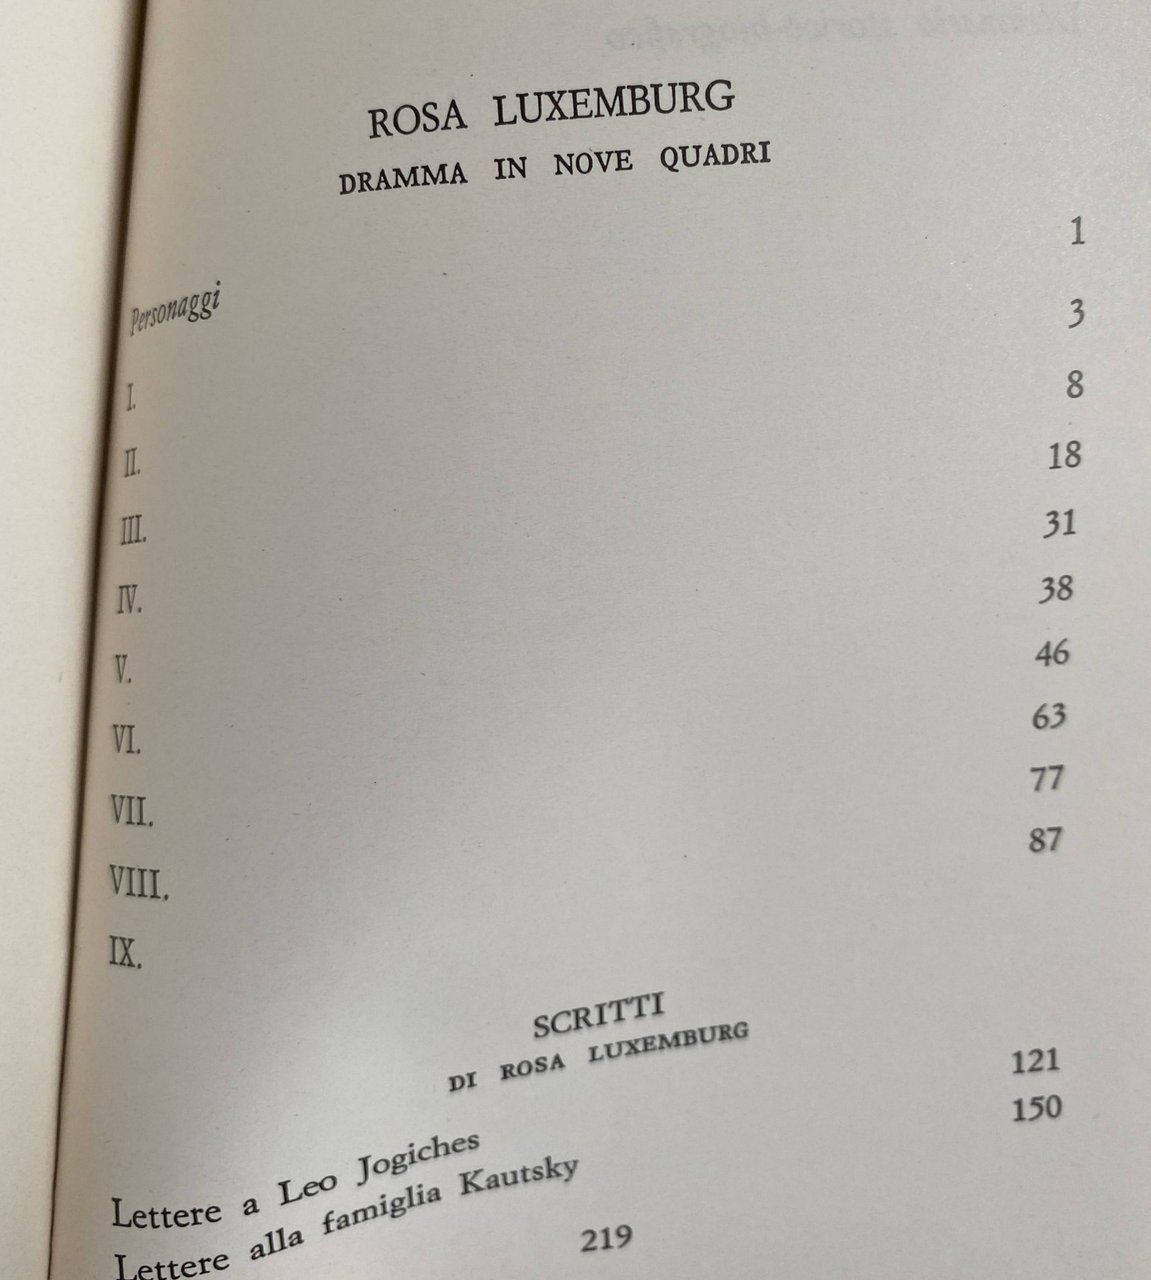 ROSA LUXEMBURG
DRAMMA IN NOVE QUADRI
Personaggi 1
I. 3
II. 8
III. 18
IV. 31
V. 38
VI. 46
VII. 63
VIII. 77
IX. 87
SCRITTI
DI ROSA LUXEMBURG
Lettere a Leo Jogiches 121
Lettere alla famiglia Kautsky 150
219